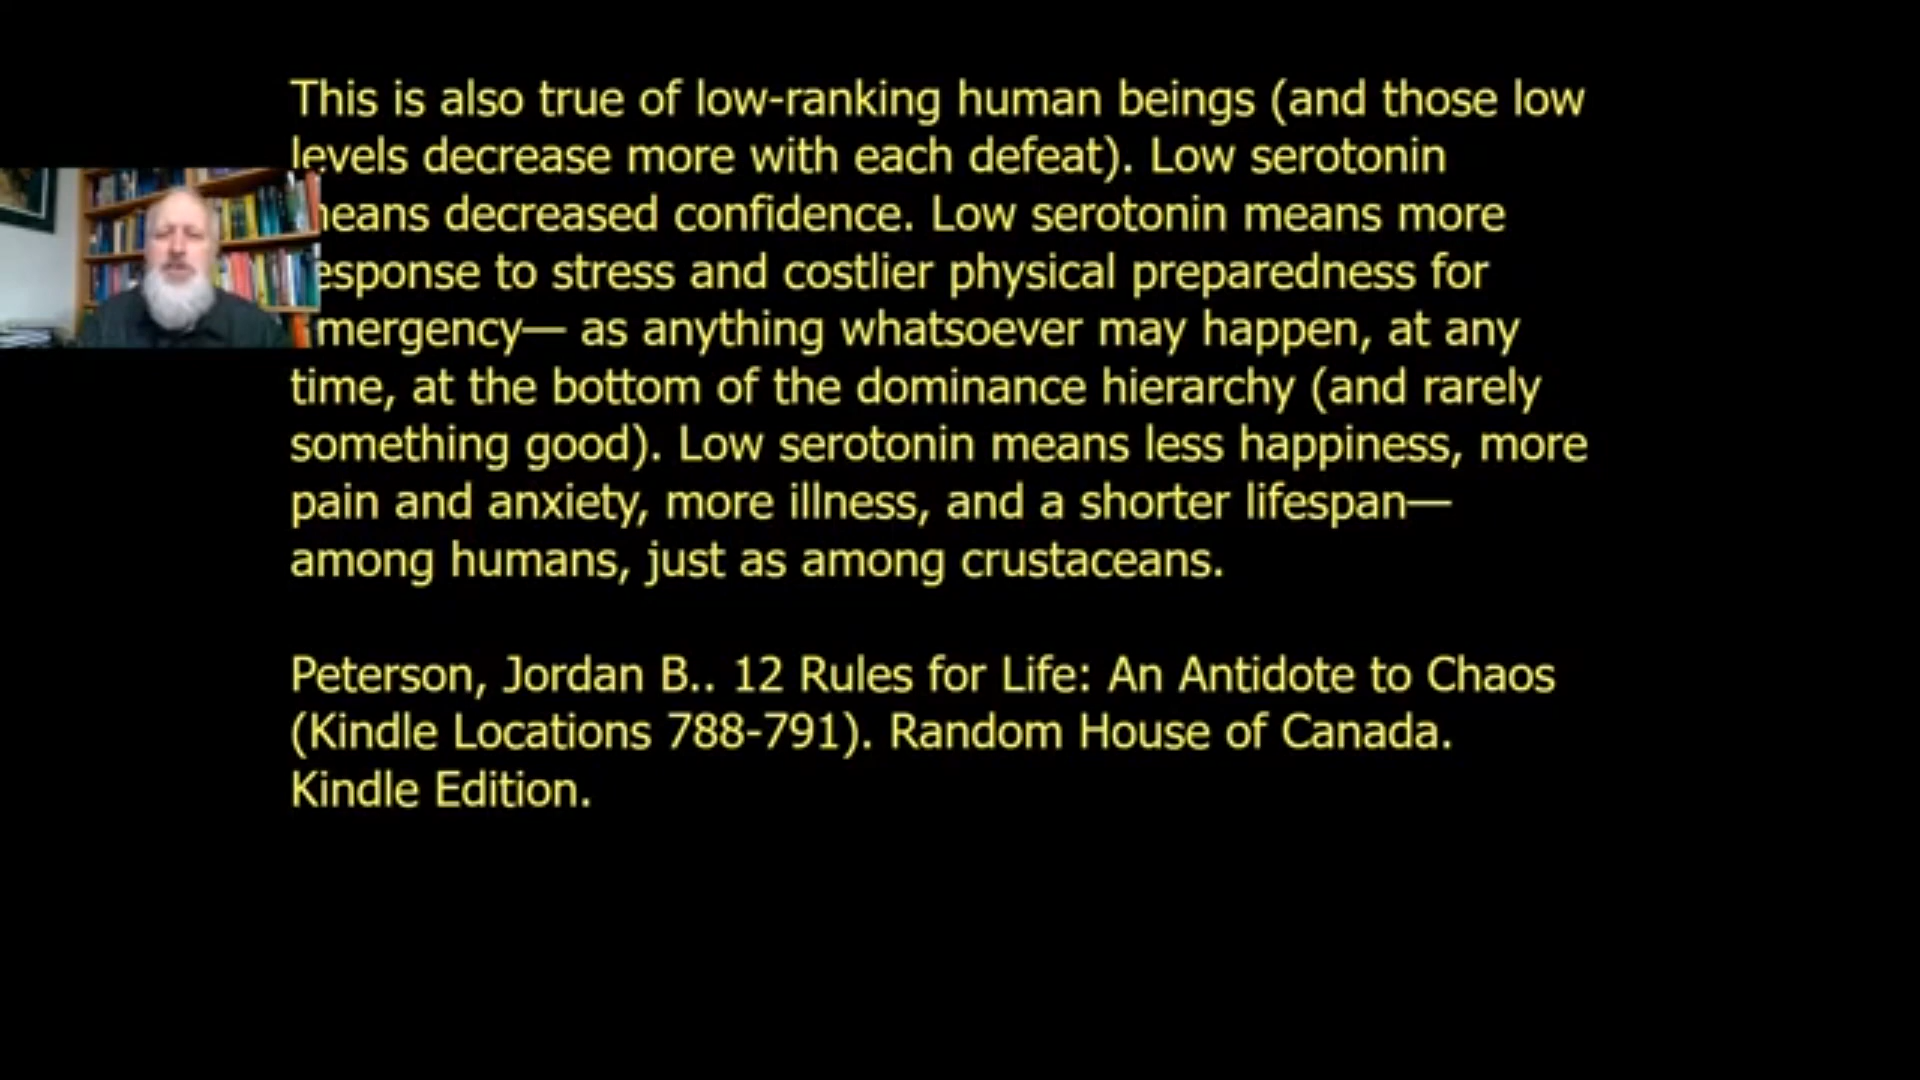 This is also true of low-ranking human beings (and those low
levels decrease more with each defeat). Low serotonin
means decreased confidence. Low serotonin means more
response to stress and costlier physical preparedness for
emergency— as anything whatsoever may happen, at any
time, at the bottom of the dominance hierarchy (and rarely
something good). Low serotonin means less happiness, more
pain and anxiety, more illness, and a shorter lifespan—
among humans, just as among crustaceans.
Peterson, Jordan B.. 12 Rules for Life: An Antidote to Chaos
(Kindle Locations 788-791). Random House of Canada.
Kindle Edition.